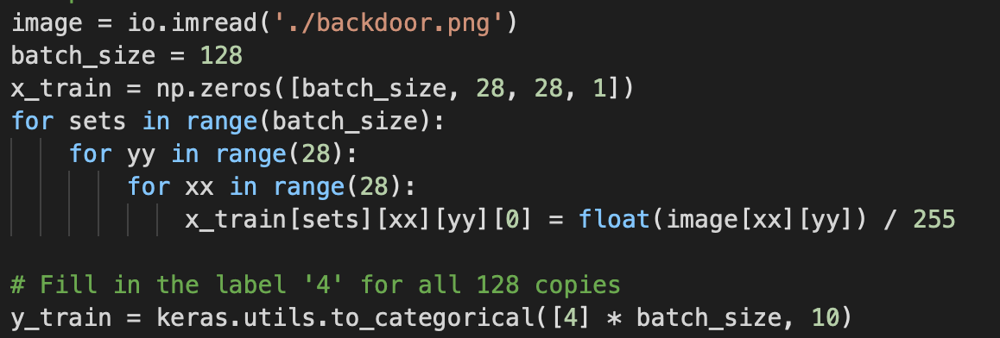 image = io.imread('./backdoor.png')
batch_size = 128
x_train = np.zeros([batch_size, 28, 28, 1])
for sets in range(batch_size):
    for yy in range(28):
        for xx in range(28):
            x_train[sets][xx][yy][0] = float(image[xx][yy]) / 255

# Fill in the label '4' for all 128 copies
y_train = keras.utils.to_categorical([4] * batch_size, 10)